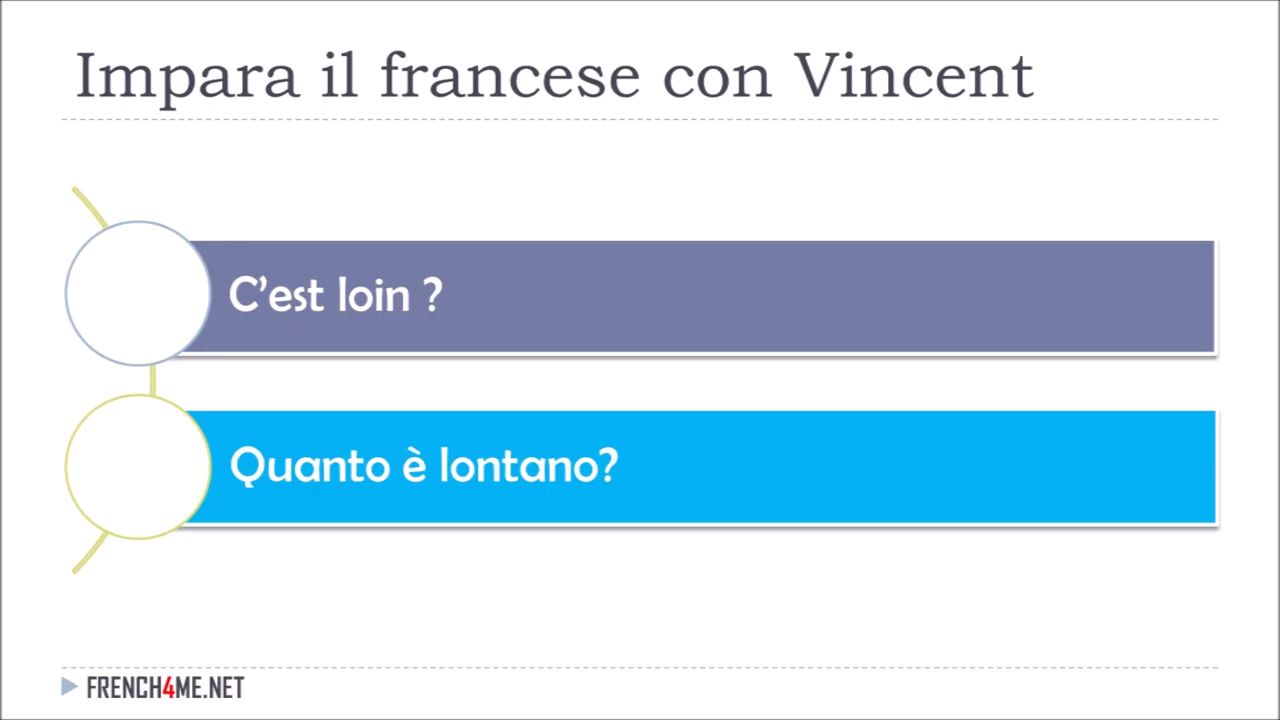 Impara il francese con Vincent
C’est loin ?
Quanto è lontano?
FRENCH4ME.NET